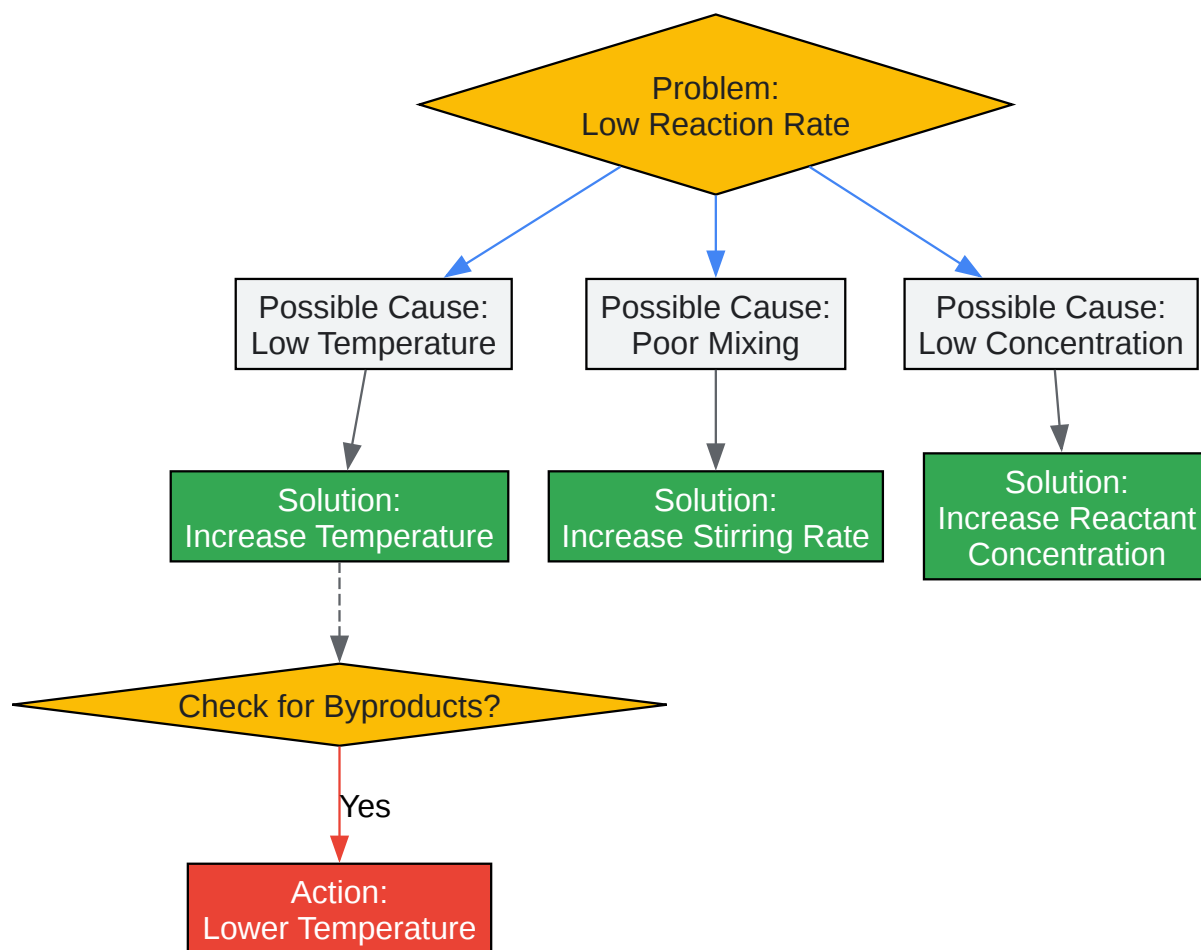 Problem:
Low Reaction Rate
Possible Cause:
Low Temperature
Possible Cause:
Poor Mixing
Possible Cause:
Low Concentration
Solution:
Increase Temperature
Solution:
Increase Stirring Rate
Solution:
Increase Reactant
Concentration
Check for Byproducts?
Yes
Action:
Lower Temperature